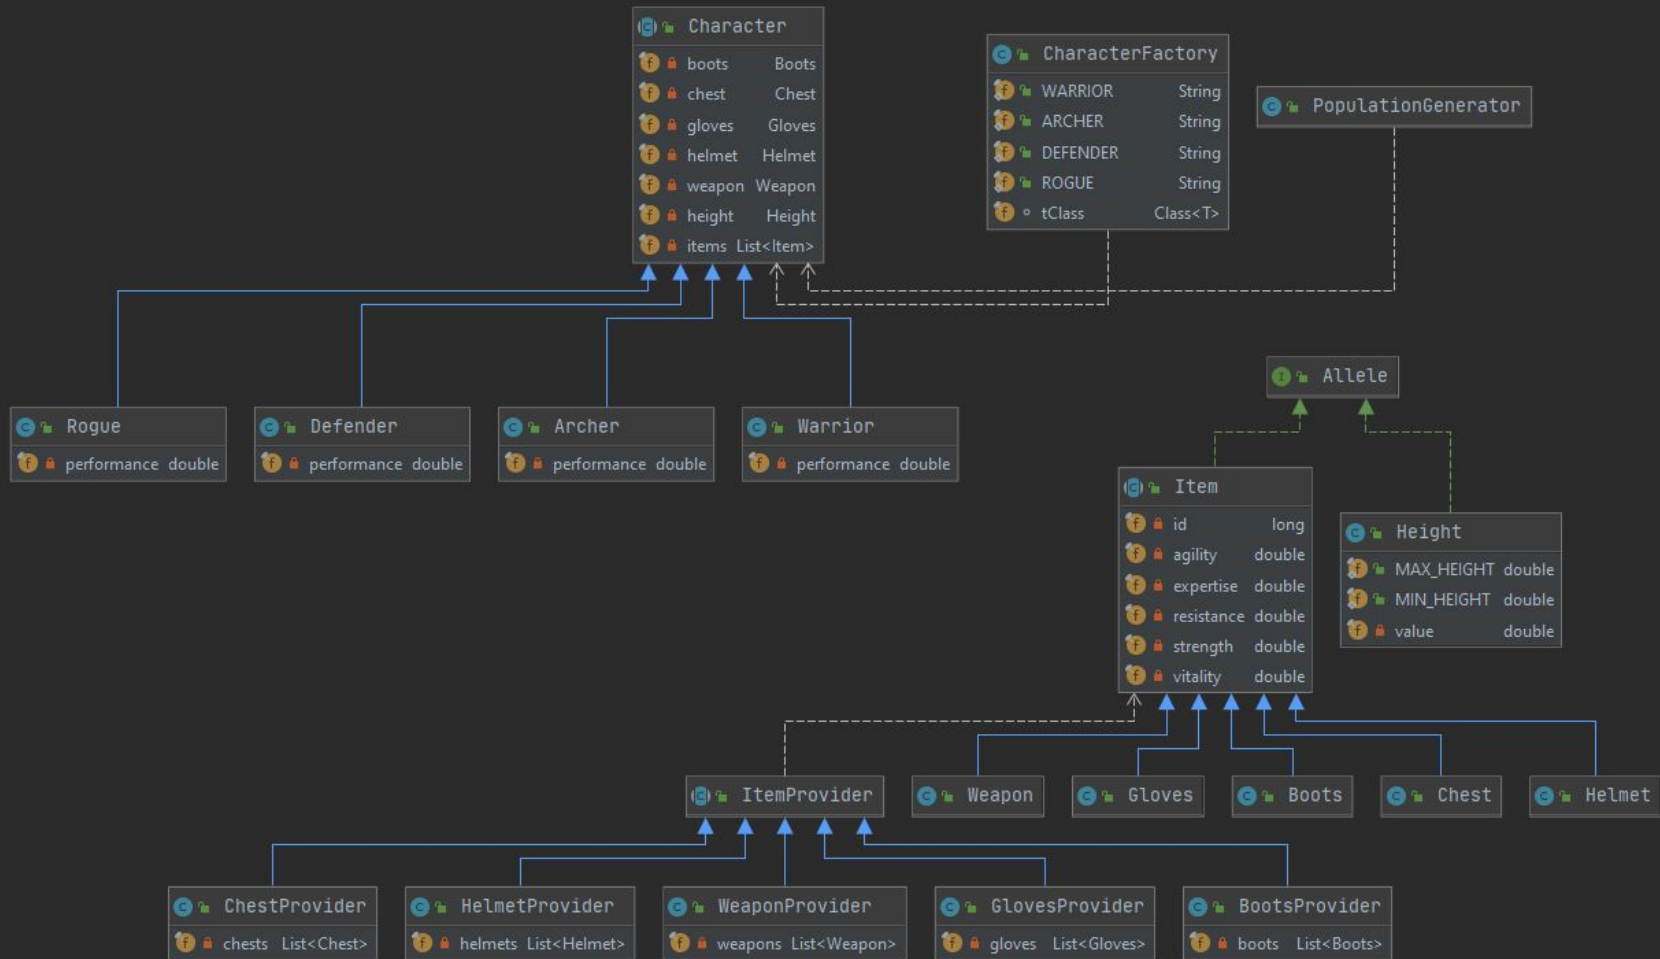 Character
boots Boots
chest Chest
gloves Gloves
helmet Helmet
weapon Weapon
height Height
items List<Item>
CharacterFactory
WARRIOR String
ARCHER String
DEFENDER String
ROGUE String
tClass Class<T>
PopulationGenerator
Rogue
performance double
Defender
performance double
Archer
performance double
Warrior
performance double
Allele
Item
id long
agility double
expertise double
resistance double
strength double
vitality double
Height
MAX_HEIGHT double
MIN_HEIGHT double
value double
ItemProvider
Weapon
Gloves
Boots
Chest
Helmet
ChestProvider
chests List<Chest>
HelmetProvider
helmets List<Helmet>
WeaponProvider
weapons List<Weapon>
GlovesProvider
gloves List<Gloves>
BootsProvider
boots List<Boots>